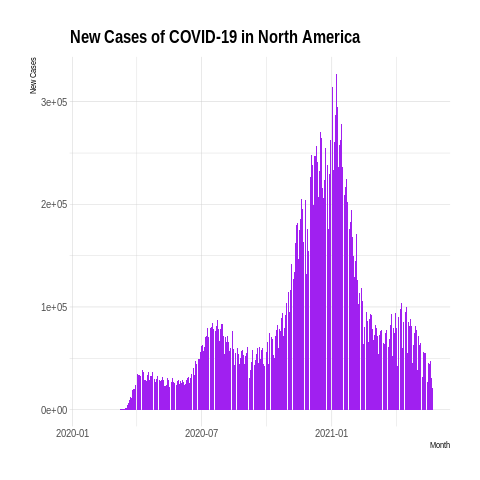 New Cases of COVID-19 in North America
New Cases
3e+05
2e+05
1e+05
0e+00
2020-01 2020-07 2021-01
Month